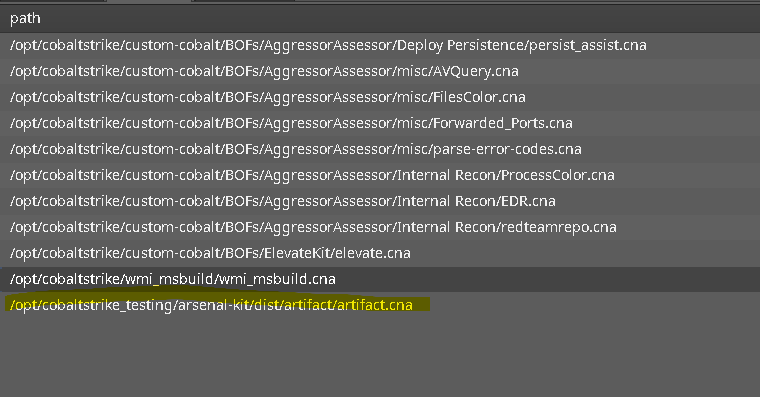 path
/opt/cobaltstrike/custom-cobalt/BOFs/AggressorAssessor/Deploy Persistence/persist_assist.cna
/opt/cobaltstrike/custom-cobalt/BOFs/AggressorAssessor/misc/AVQuery.cna
/opt/cobaltstrike/custom-cobalt/BOFs/AggressorAssessor/misc/FilesColor.cna
/opt/cobaltstrike/custom-cobalt/BOFs/AggressorAssessor/misc/Forwarded_Ports.cna
/opt/cobaltstrike/custom-cobalt/BOFs/AggressorAssessor/misc/parse-error-codes.cna
/opt/cobaltstrike/custom-cobalt/BOFs/AggressorAssessor/Internal Recon/ProcessColor.cna
/opt/cobaltstrike/custom-cobalt/BOFs/AggressorAssessor/Internal Recon/EDR.cna
/opt/cobaltstrike/custom-cobalt/BOFs/AggressorAssessor/Internal Recon/redteamrepo.cna
/opt/cobaltstrike/custom-cobalt/BOFs/ElevateKit/elevate.cna
/opt/cobaltstrike/wmi_msbuild/wmi_msbuild.cna
/opt/cobaltstrike_testing/arsenal-kit/dist/artifact/artifact.cna